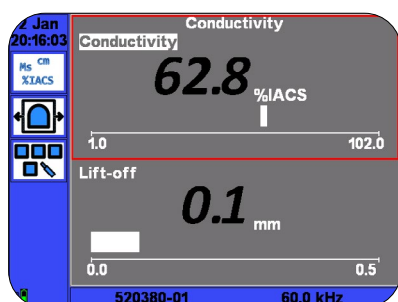 2 Jan
20:16:03
Ms cm
%IACS
Conductivity
Conductivity
62.8 %IACS
1.0 102.0
Lift-off
0.1 mm
0.0 0.5
520380-01 60.0 kHz